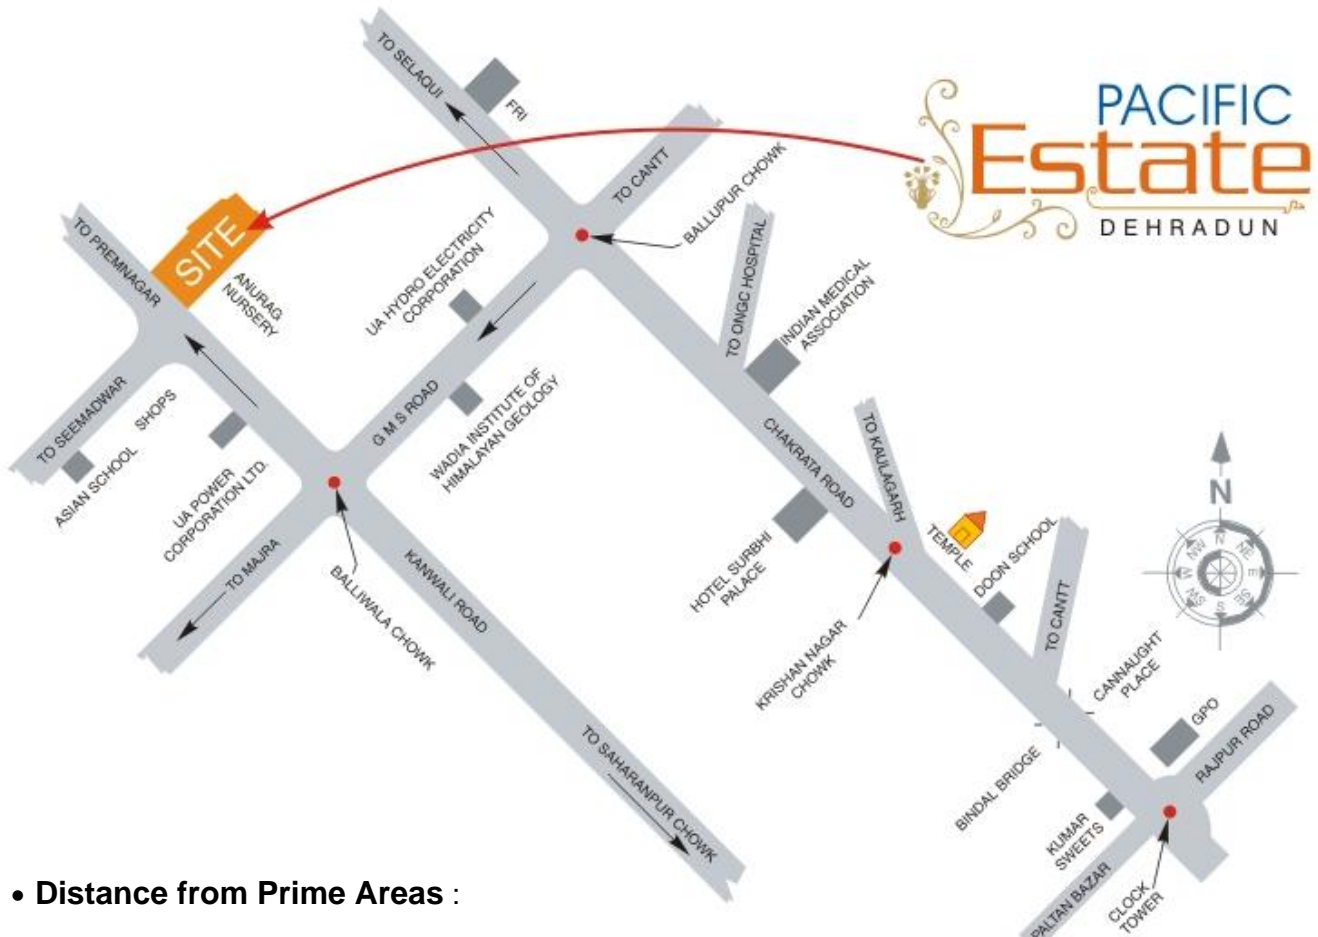 PACIFIC
Estate
DEHRADUN
TO SELAQUI
FRI
TO CANTT
BALLUPUR CHOWK
TO PREMNAGAR
SITE
ANURAG
NURSERY
UA HYDRO ELECTRICITY
CORPORATION
TO ONGC HOSPITAL
INDIAN MEDICAL
ASSOCIATION
G M S ROAD
WADIA INSTITUTE OF
HIMALAYAN GEOLOGY
TO SEEMADWAR
SHOPS
ASIAN SCHOOL
UA POWER
CORPORATION LTD.
CHAKRATA ROAD
TO KAULAGARH
HOTEL SURBHI
PALACE
TEMPLE
DOON SCHOOL
N
N
NE
E
SE
S
SW
W
NW
TO MAJRA
BALLIWALA CHOWK
KANWALI ROAD
KRISHAN NAGAR
CHOWK
TO CANTT
CANNAUGHT
PLACE
GPO
RAJPUR ROAD
BINDAL BRIDGE
KUMAR
SWEETS
TO SAHARANPUR CHOWK
PALTAN BAZAR
CLOCK
TOWER
• Distance from Prime Areas :